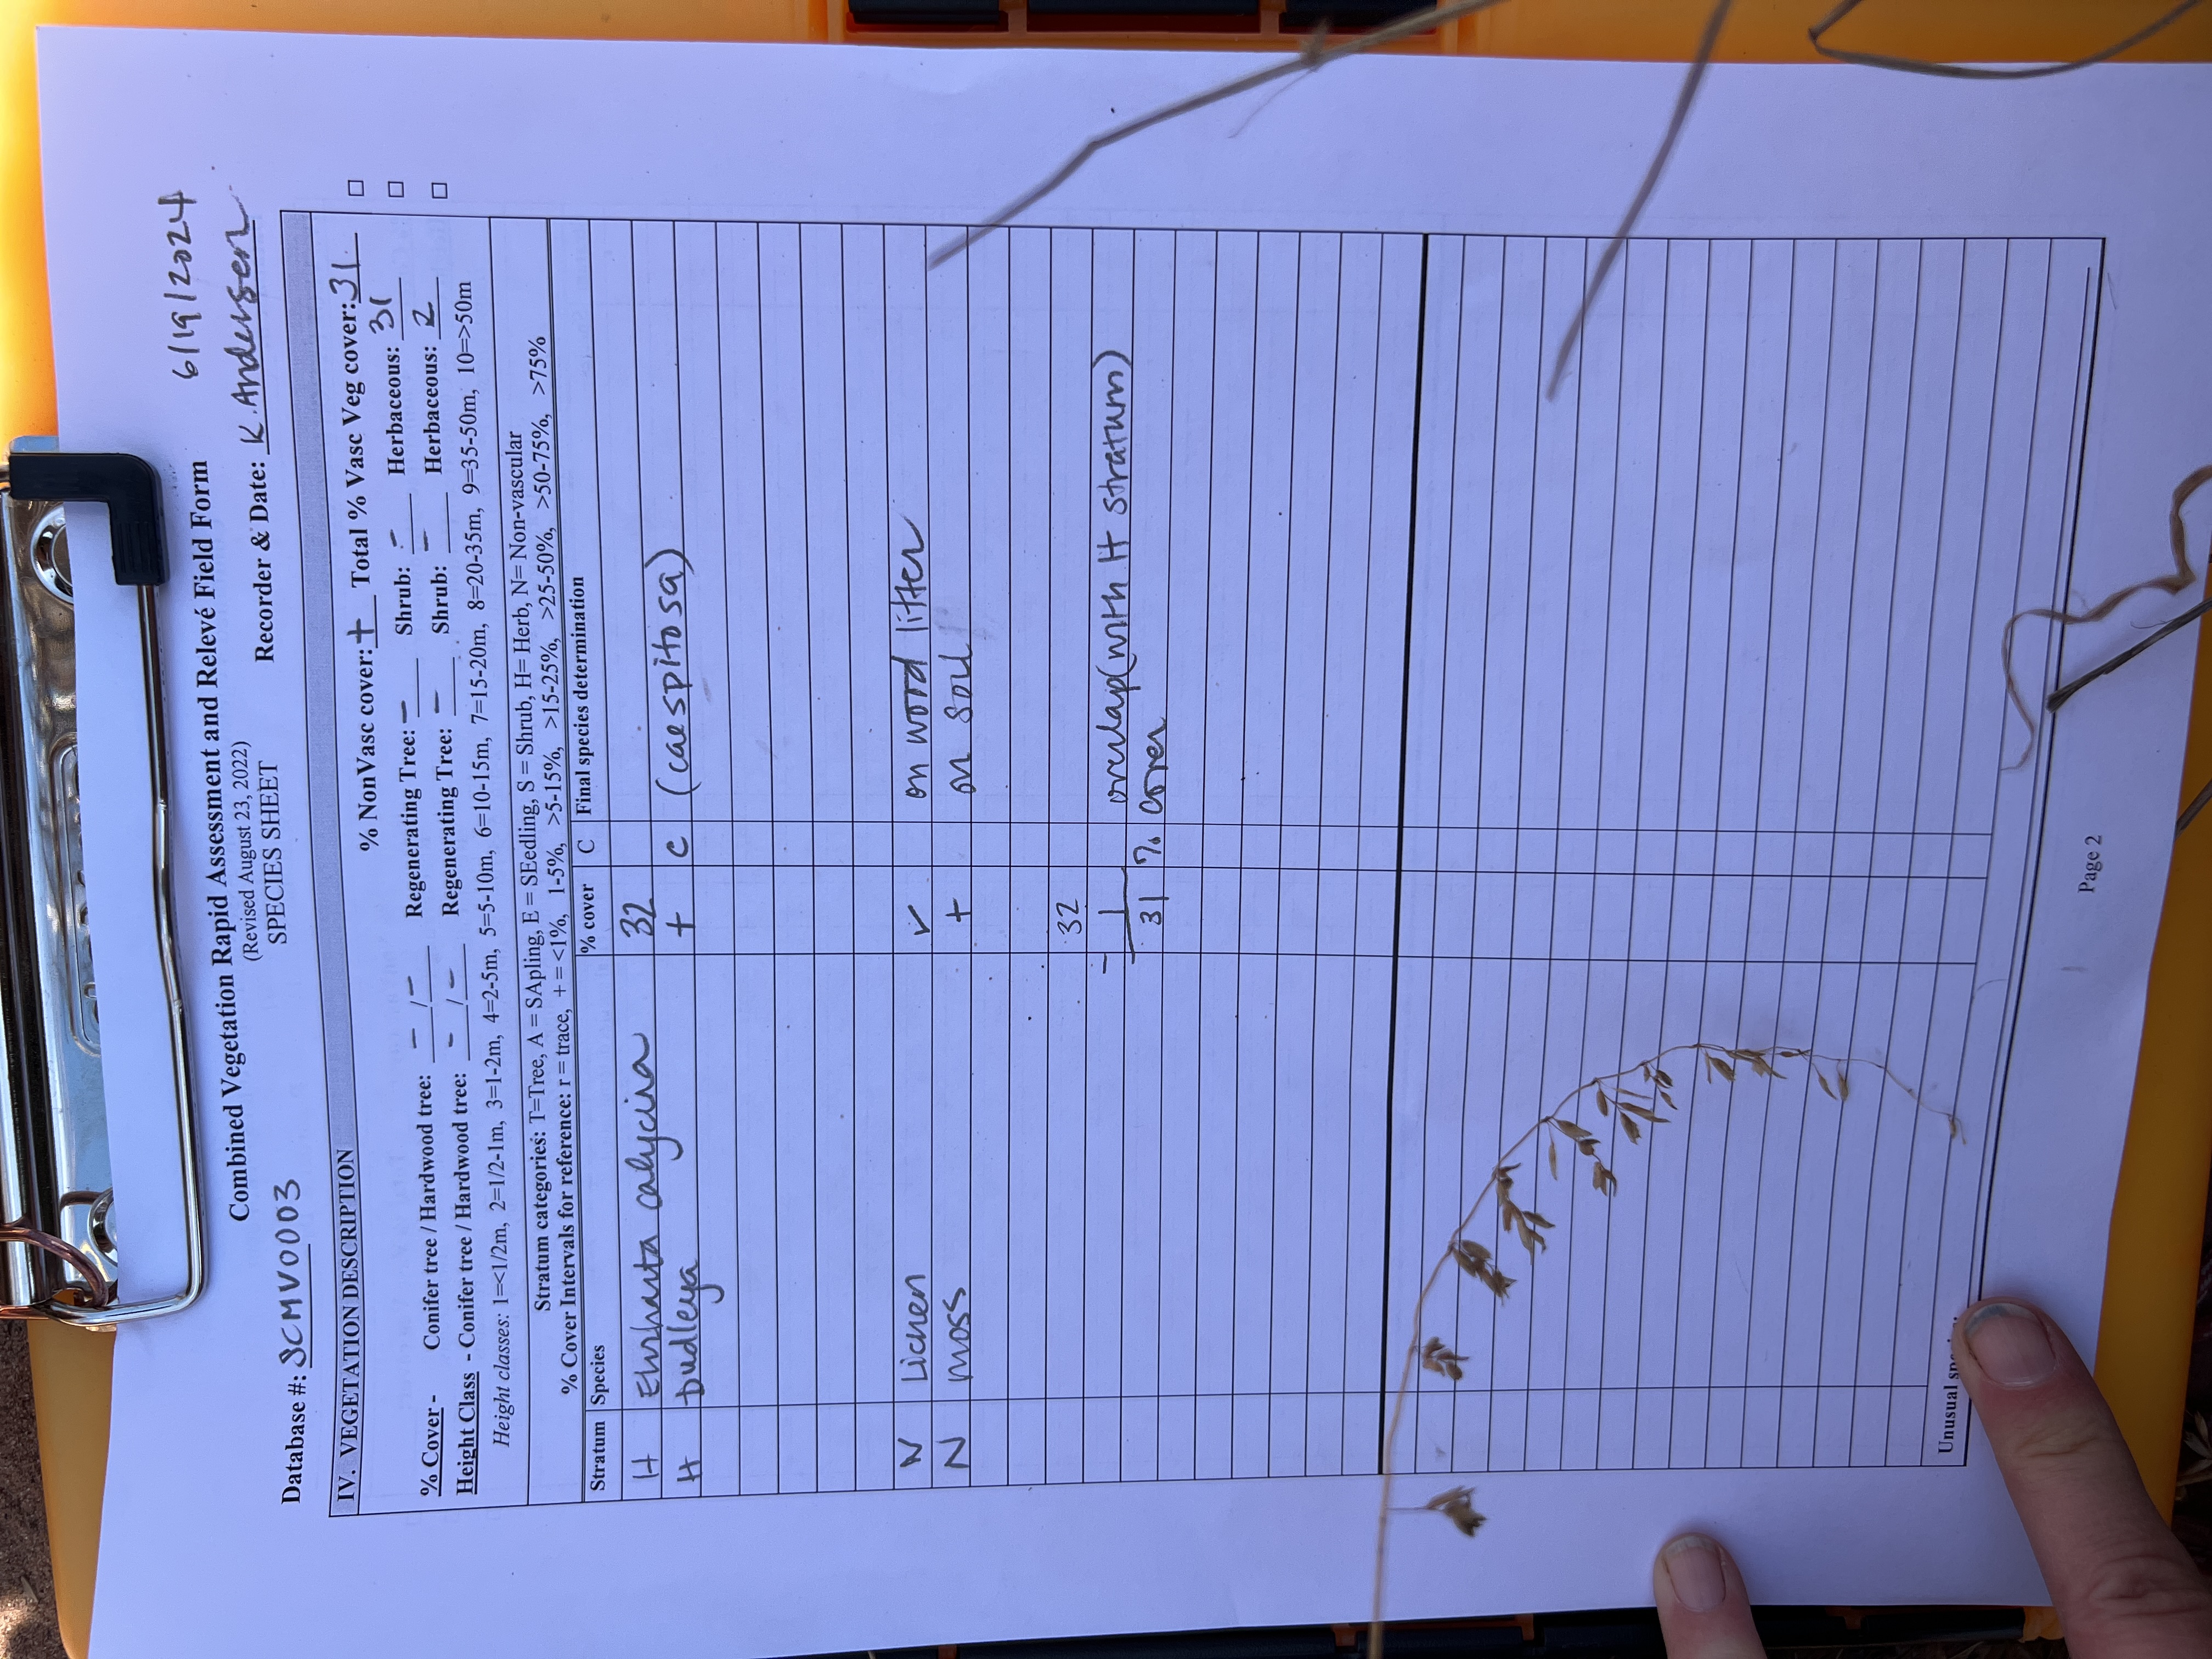 6/19/2024
Combined Vegetation Rapid Assessment and Relevé Field Form
(Revised August 23, 2022)
SPECIES SHEET
Database #: SCMV0003 Recorder & Date: K. Andersen
IV. VEGETATION DESCRIPTION
% NonVasc cover: + Total % Vasc Veg cover: 31 □
% Cover - Conifer tree / Hardwood tree: - / - Regenerating Tree: - Shrub: - Herbaceous: 31 □
Height Class - Conifer tree / Hardwood tree: - / - Regenerating Tree: - Shrub: - Herbaceous: 2 □
Height classes: 1=<1/2m, 2=1/2-1m, 3=1-2m, 4=2-5m, 5=5-10m, 6=10-15m, 7=15-20m, 8=20-35m, 9=35-50m, 10=>50m
Stratum categories: T=Tree, A = SApling, E = SEedling, S = Shrub, H= Herb, N= Non-vascular
% Cover Intervals for reference: r = trace, + = <1%, 1-5%, >5-15%, >15-25%, >25-50%, >50-75%, >75%
Stratum Species % cover C Final species determination
H Ehrharta calycina 32
H Dudleya + C (caespitosa)
N Lichen r on wood litter
N moss + on soil
32
- 1 overlap (with H stratum)
31 % cover
Unusual
Page 2